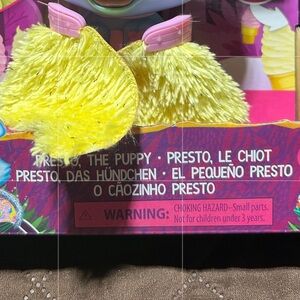 PRESTO, THE PUPPY • PRESTO, LE CHIOT
PRESTO, DAS HÜNDCHEN • EL PEQUEÑO PRESTO
O CÃOZINHO PRESTO
⚠ WARNING: CHOKING HAZARD–Small parts.
Not for children under 3 years.